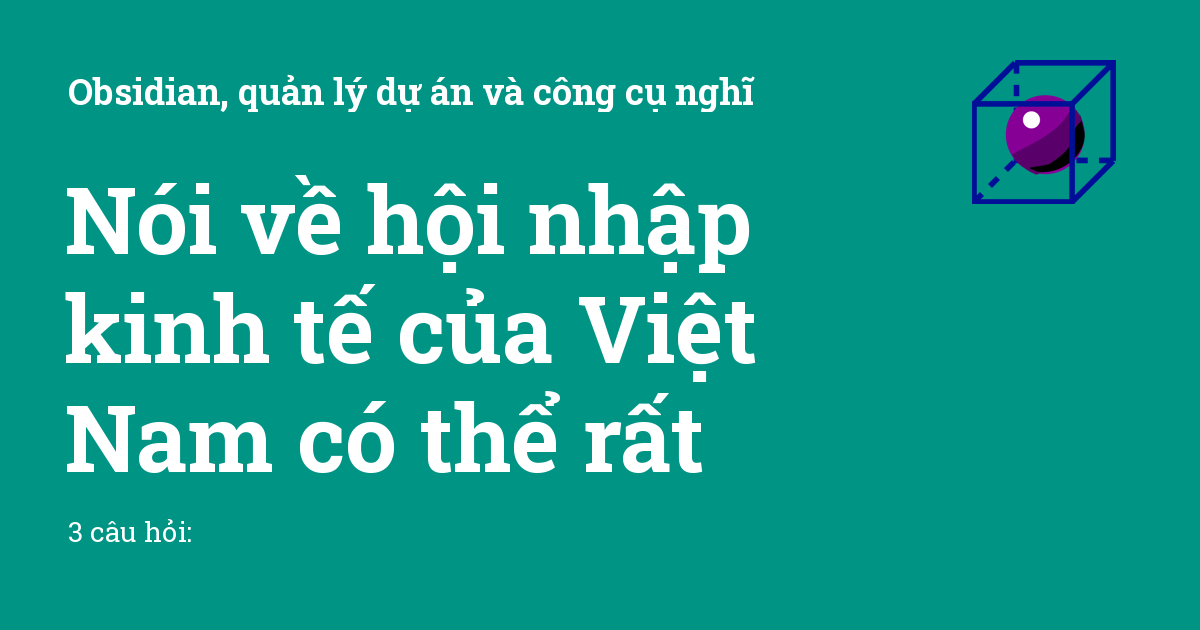 Obsidian, quản lý dự án và công cụ nghĩ
Nói về hội nhập
kinh tế của Việt
Nam có thể rất
3 câu hỏi: